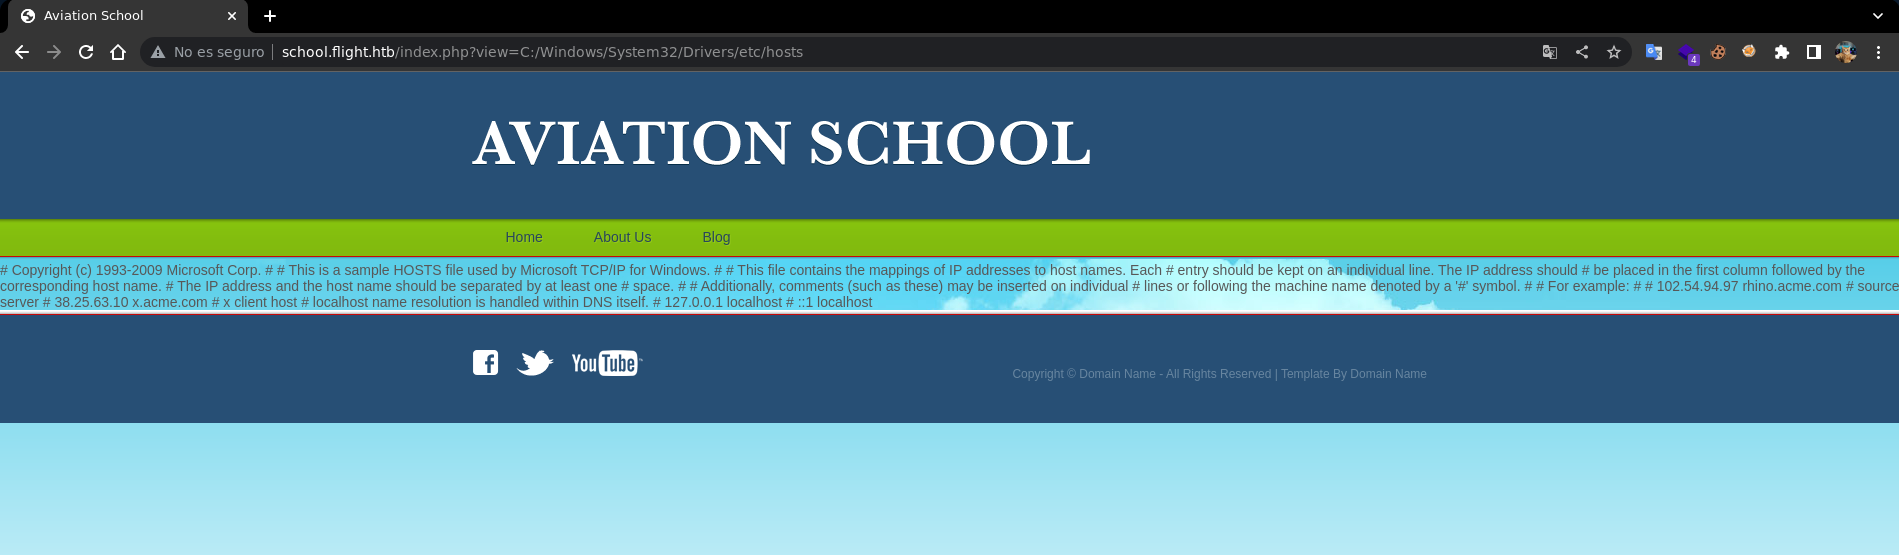 Aviation School
No es seguro
school.flight.htb/index.php?view=C:/Windows/System32/Drivers/etc/hosts
4
AVIATION SCHOOL
Home About Us Blog
# Copyright (c) 1993-2009 Microsoft Corp. # # This is a sample HOSTS file used by Microsoft TCP/IP for Windows. # # This file contains the mappings of IP addresses to host names. Each # entry should be kept on an individual line. The IP address should # be placed in the first column followed by the
corresponding host name. # The IP address and the host name should be separated by at least one # space. # # Additionally, comments (such as these) may be inserted on individual # lines or following the machine name denoted by a '#' symbol. # # For example: # # 102.54.94.97 rhino.acme.com # source
server # 38.25.63.10 x.acme.com # x client host # localhost name resolution is handled within DNS itself. # 127.0.0.1 localhost # ::1 localhost
You Tube
Copyright © Domain Name - All Rights Reserved | Template By Domain Name